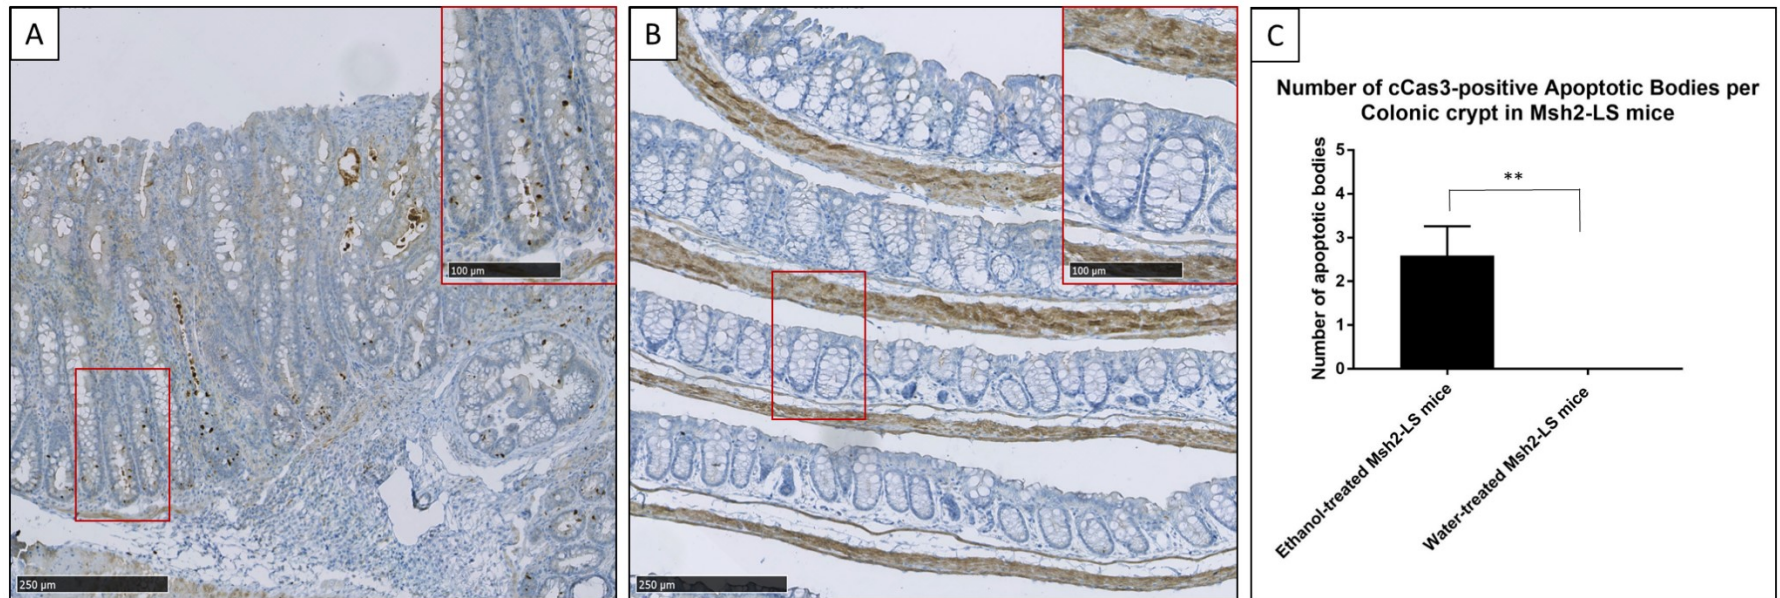 A
100 µm
250 µm
B
100 µm
250 µm
C
Number of cCas3-positive Apoptotic Bodies per
Colonic crypt in Msh2-LS mice
Number of apoptotic bodies
5
4
3
2
1
0
**
Ethanol-treated Msh2-LS mice
Water-treated Msh2-LS mice